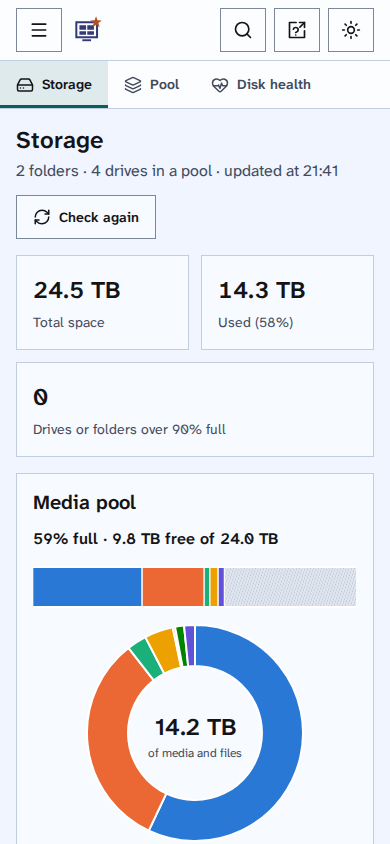 Storage
Pool
Disk health
Storage
2 folders · 4 drives in a pool · updated at 21:41
Check again
24.5 TB
Total space
14.3 TB
Used (58%)
0
Drives or folders over 90% full
Media pool
59% full · 9.8 TB free of 24.0 TB
14.2 TB
of media and files